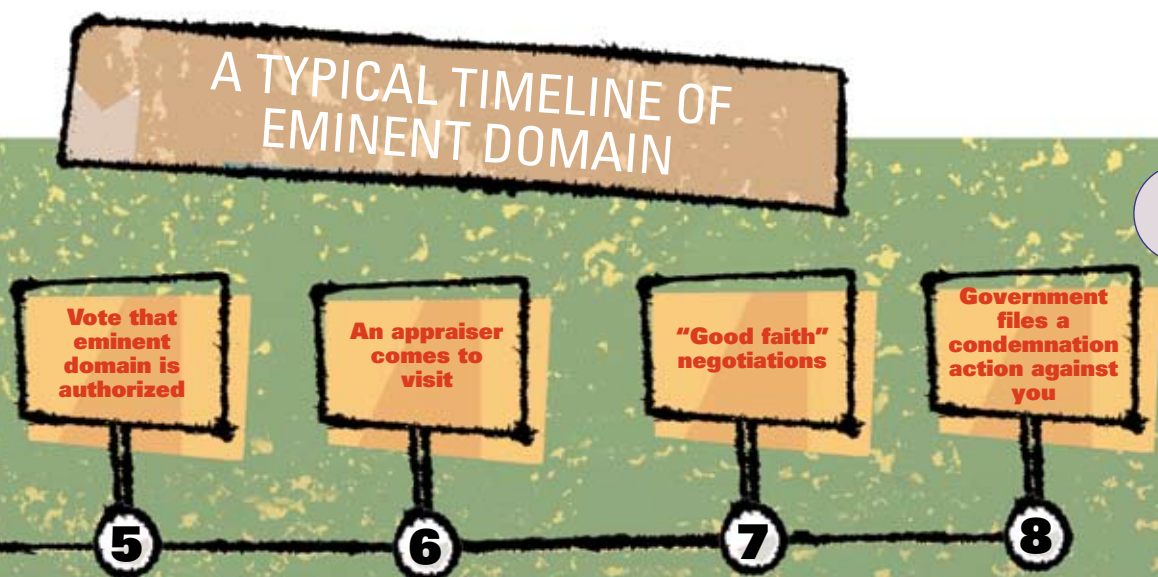 A TYPICAL TIMELINE OF
EMINENT DOMAIN
Vote that
eminent
domain is
authorized
An appraiser
comes to
visit
“Good faith”
negotiations
Government
files a
condemnation
action against
you
5
6
7
8